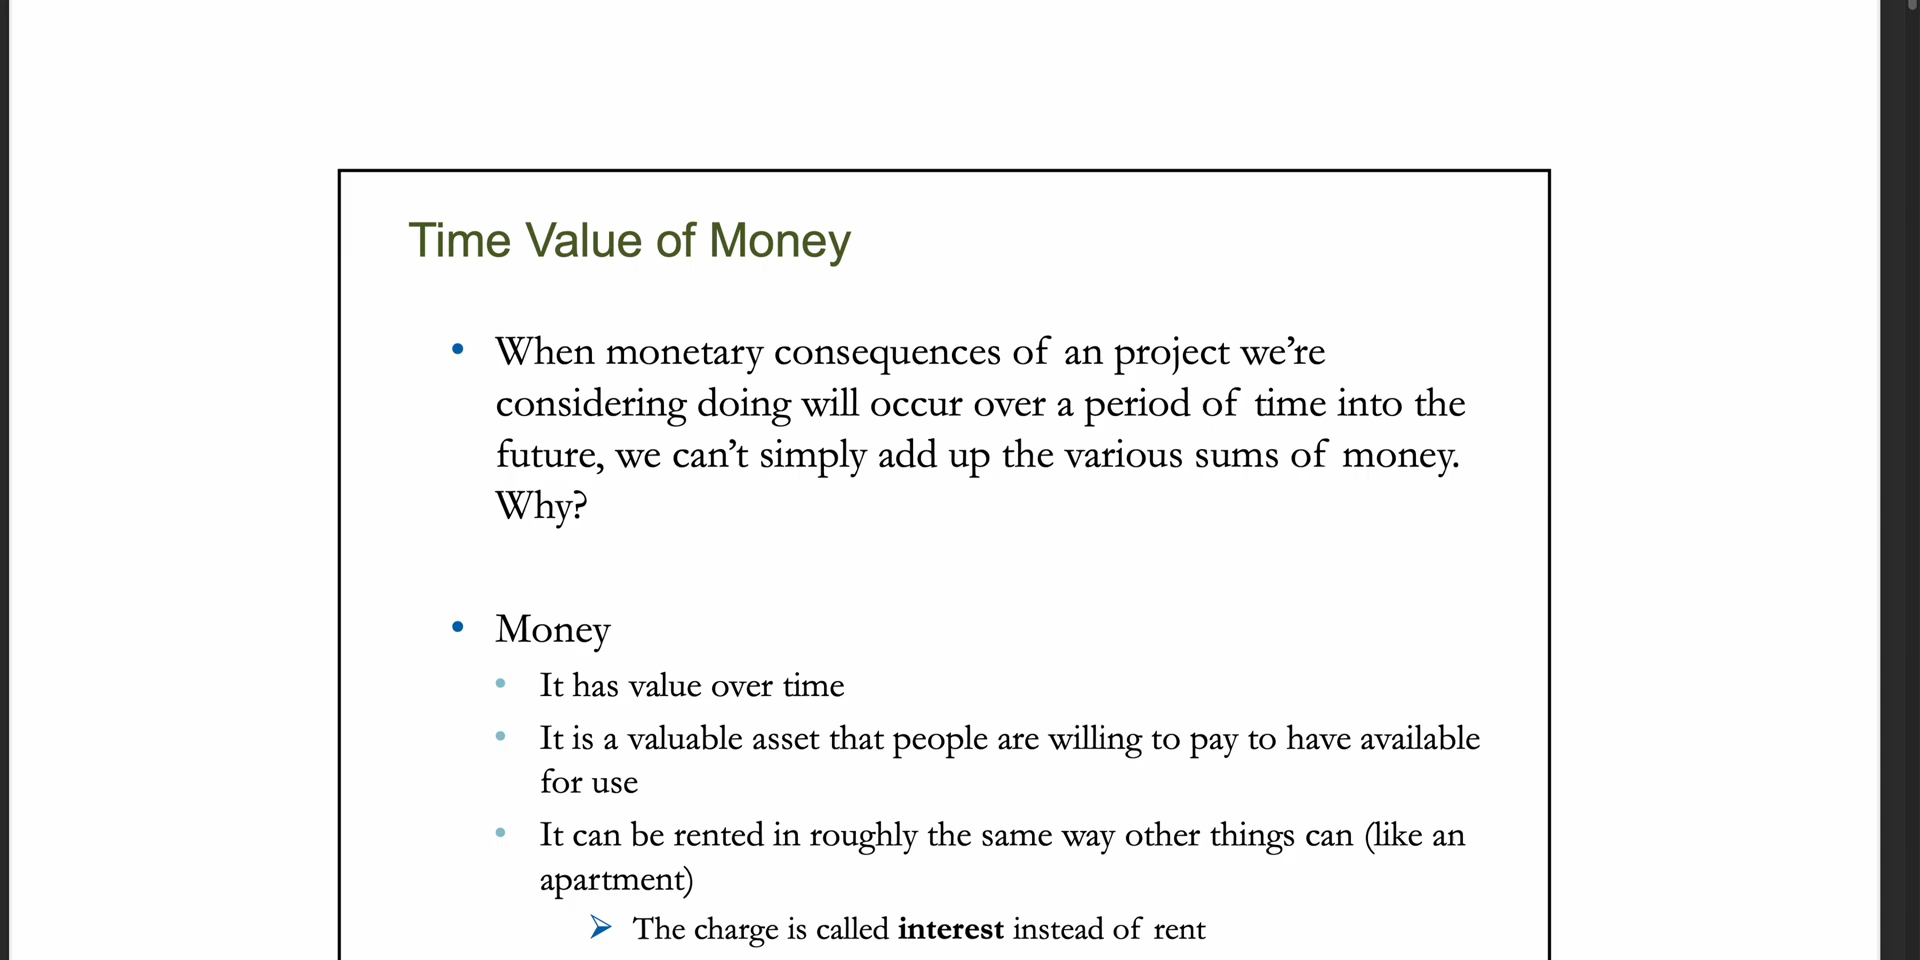 Time Value of Money
• When monetary consequences of an project we’re
considering doing will occur over a period of time into the
future, we can’t simply add up the various sums of money.
Why?
• Money
• It has value over time
• It is a valuable asset that people are willing to pay to have available
for use
• It can be rented in roughly the same way other things can (like an
apartment)
➢ The charge is called interest instead of rent